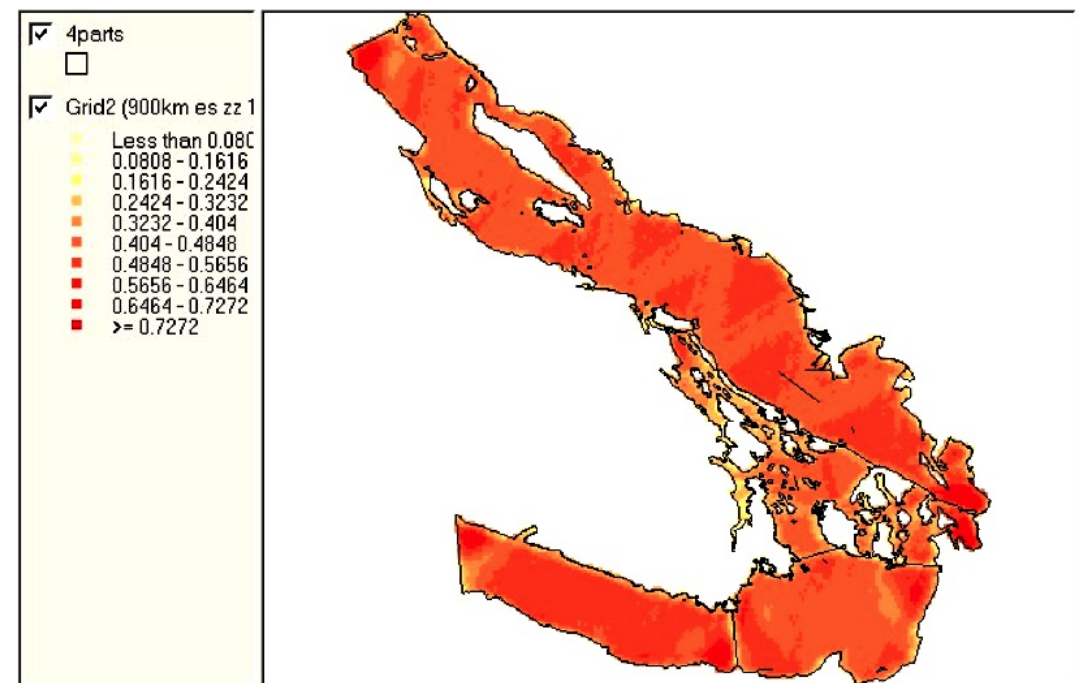 4parts
Grid2 (900km es zz 1
Less than 0.080
0.0808 - 0.1616
0.1616 - 0.2424
0.2424 - 0.3232
0.3232 - 0.404
0.404 - 0.4848
0.4848 - 0.5656
0.5656 - 0.6464
0.6464 - 0.7272
>= 0.7272